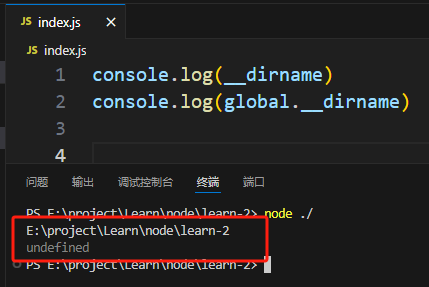 JS index.js ×
JS index.js
1 console.log(__dirname)
2 console.log(global.__dirname)
3
4
问题 输出 调试控制台 终端 端口
PS E:\project\Learn\node\learn-2> node ./
E:\project\Learn\node\learn-2
undefined
PS E:\project\Learn\node\learn-2>